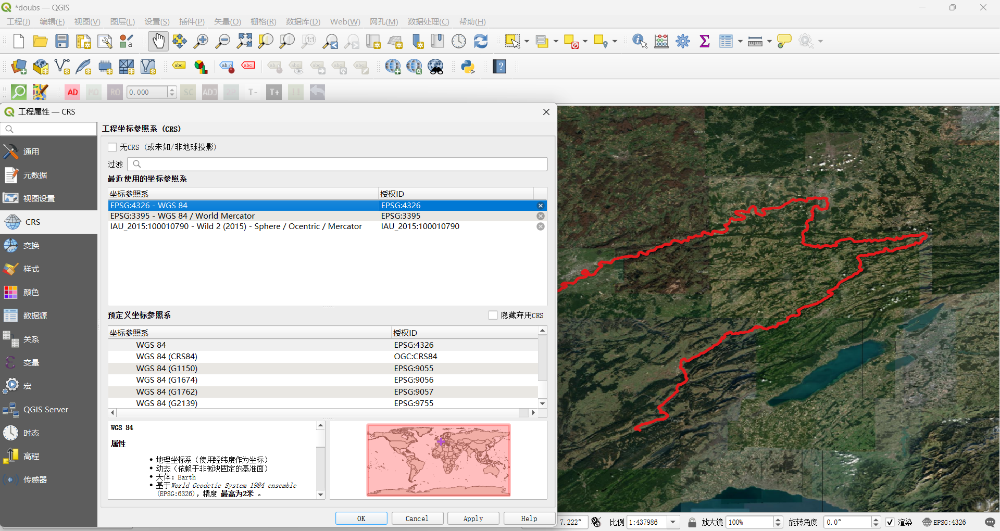 *doubs — QGIS
工程(J) 编辑(E) 视图(V) 图层(L) 设置(S) 插件(P) 矢量(O) 栅格(R) 数据库(D) Web(W) 网孔(M) 数据处理(C) 帮助(H)
AD MO RO 0.000 SC ADJ T- T+
工程属性 — CRS
工程坐标参照系 (CRS)
无CRS (或未知/非地球投影)
过滤
最近使用的坐标参照系
坐标参照系 授权ID
EPSG:4326 - WGS 84 EPSG:4326
EPSG:3395 - WGS 84 / World Mercator EPSG:3395
IAU_2015:100010790 - Wild 2 (2015) - Sphere / Ocentric / Mercator IAU_2015:100010790
通用
元数据
视图设置
CRS
变换
样式
颜色
数据源
关系
变量
宏
QGIS Server
时态
高程
传感器
预定义坐标参照系 隐藏弃用CRS
坐标参照系 授权ID
WGS 84 EPSG:4326
WGS 84 (CRS84) OGC:CRS84
WGS 84 (G1150) EPSG:9055
WGS 84 (G1674) EPSG:9056
WGS 84 (G1762) EPSG:9057
WGS 84 (G2139) EPSG:9755
WGS 84
属性
• 地理坐标系（使用经纬度作为坐标）
• 动态（依赖于非板块固定的基准面）
• 天体: Earth
• 基于World Geodetic System 1984 ensemble
(EPSG:6326), 精度 最高为2米 。
OK Cancel Apply Help
7.222° 比例 1:437986 放大镜 100% 旋转角度 0.0° 渲染 EPSG:4326